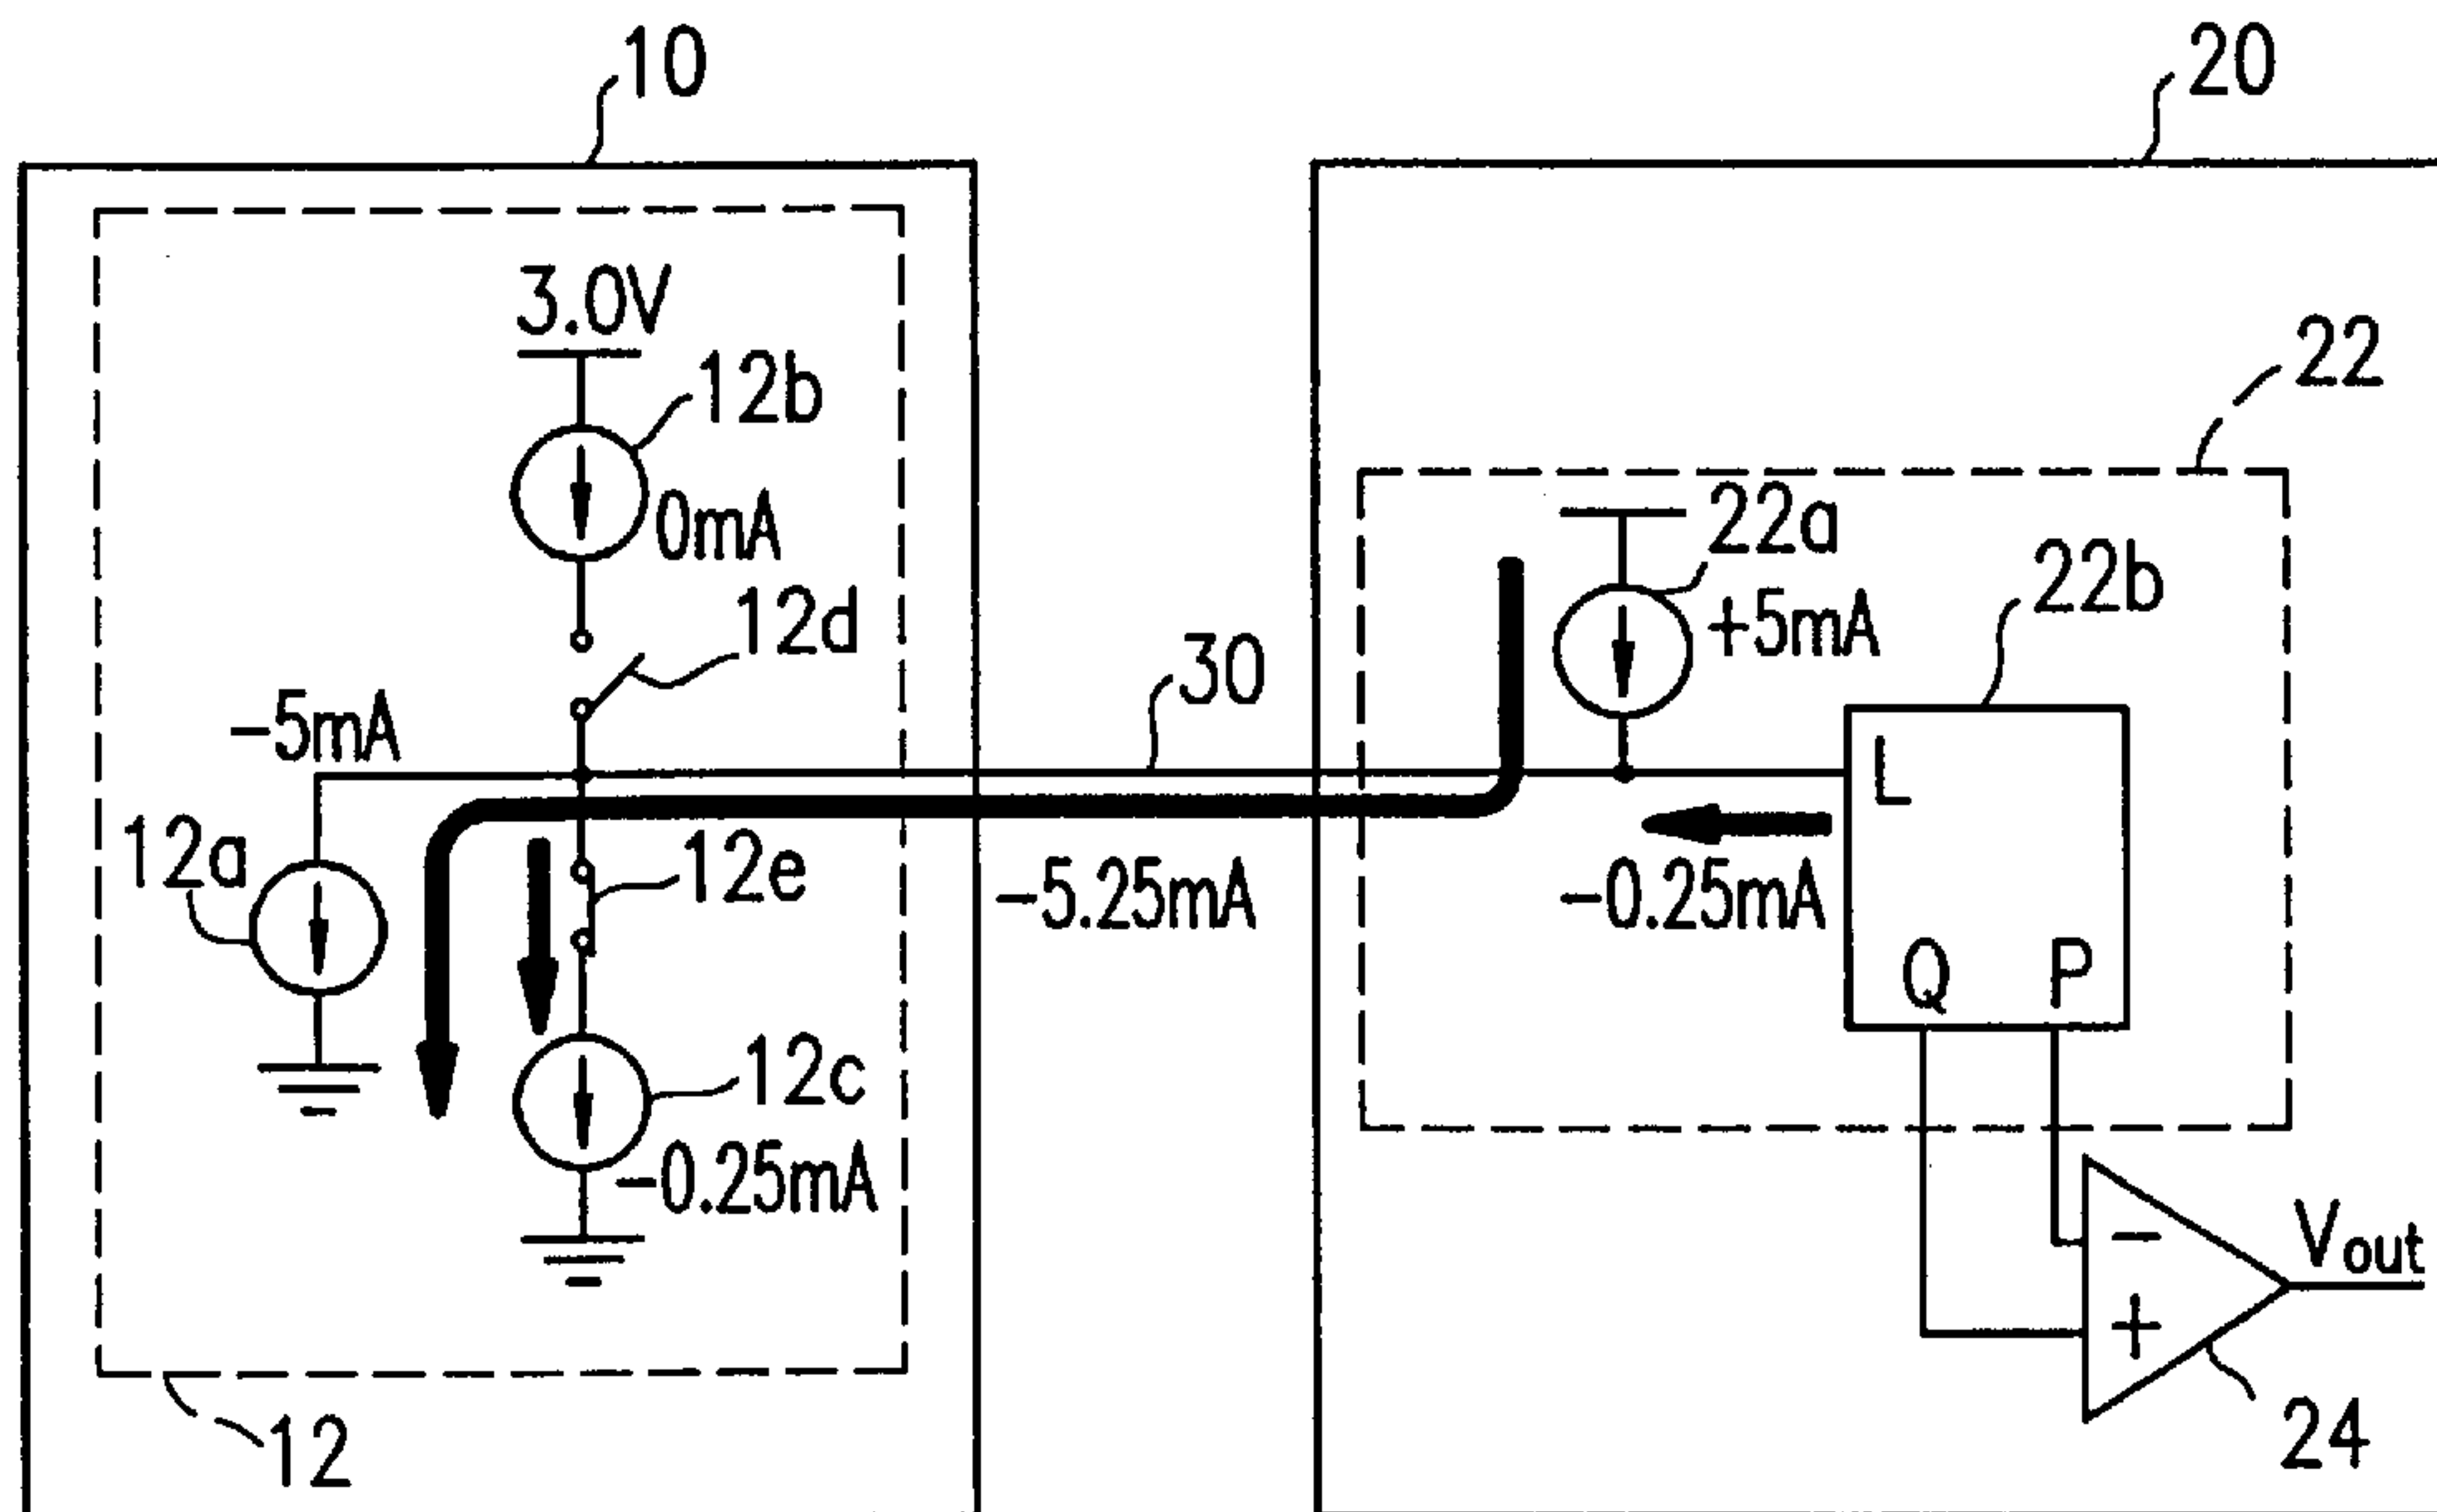 10
20
3.0V
12b
0mA
12d
-5mA
12a
12e
12c
-0.25mA
12
30
-5.25mA
22
22a
+5mA
22b
L
Q P
-0.25mA
−
+
Vout
24